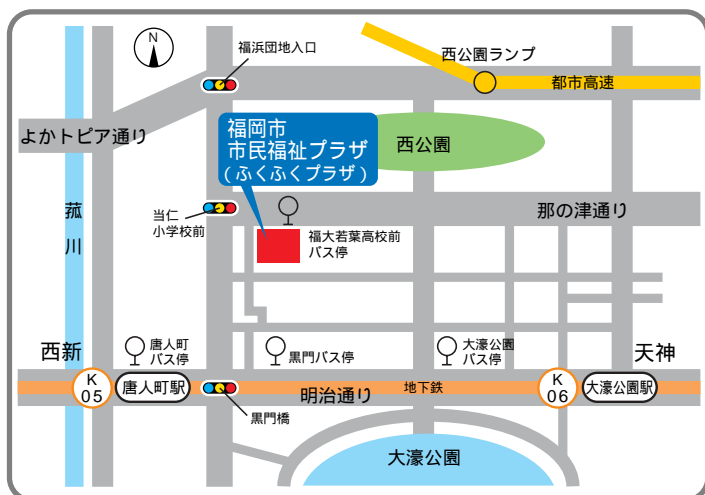 N
福浜団地入口
西公園ランプ
都市高速
よかトピア通り
福岡市
市民福祉プラザ
(ふくふくプラザ)
西公園
菰川
当仁
小学校前
福大若葉高校前
バス停
那の津通り
西新
唐人町
バス停
黒門バス停
大濠公園
バス停
天神
K
05
唐人町駅
明治通り
地下鉄
K
06
大濠公園駅
黒門橋
大濠公園